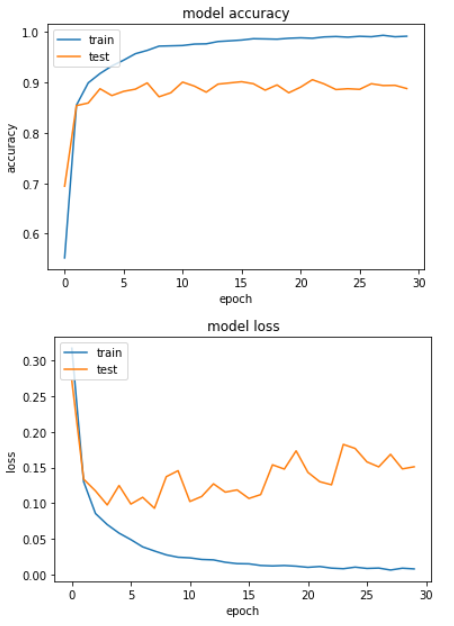 model accuracy
1.0
train
test
0.9
0.8
0.7
0.6
accuracy
0 5 10 15 20 25 30
epoch
model loss
0.30
train
test
0.25
0.20
0.15
0.10
0.05
0.00
loss
0 5 10 15 20 25 30
epoch